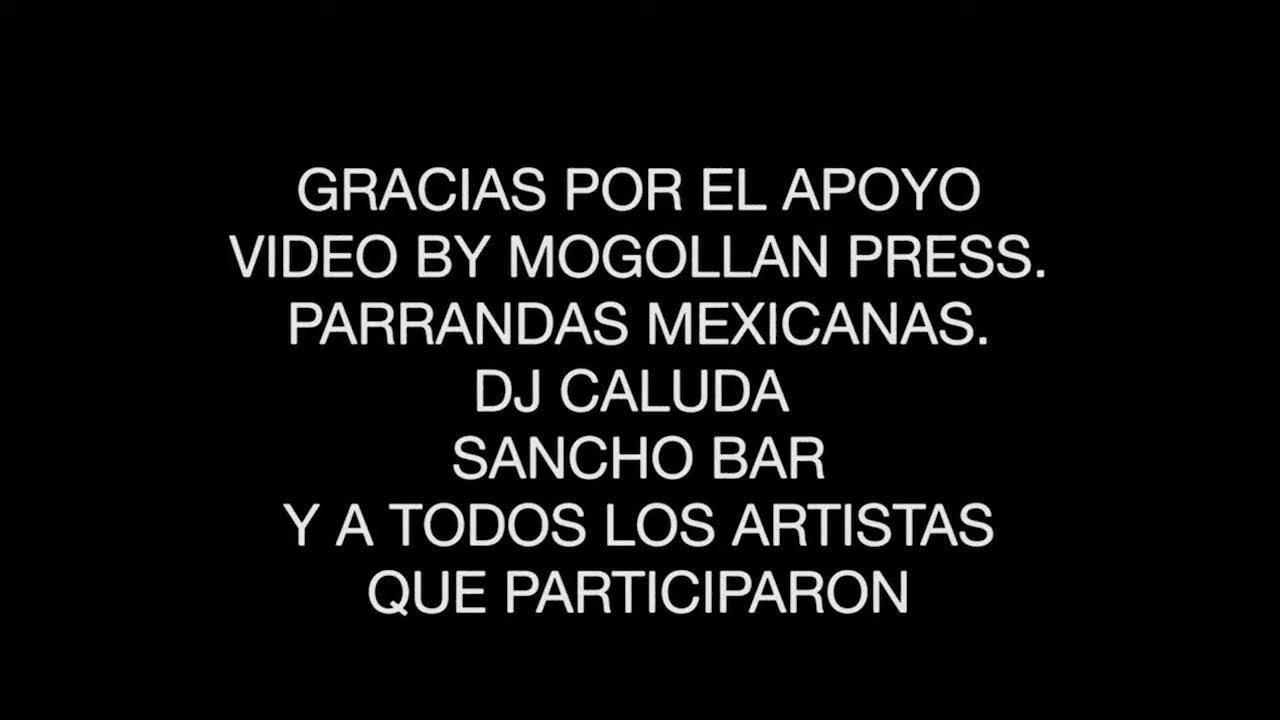 GRACIAS POR EL APOYO
VIDEO BY MOGOLLAN PRESS.
PARRANDAS MEXICANAS.
DJ CALUDA
SANCHO BAR
Y A TODOS LOS ARTISTAS
QUE PARTICIPARON